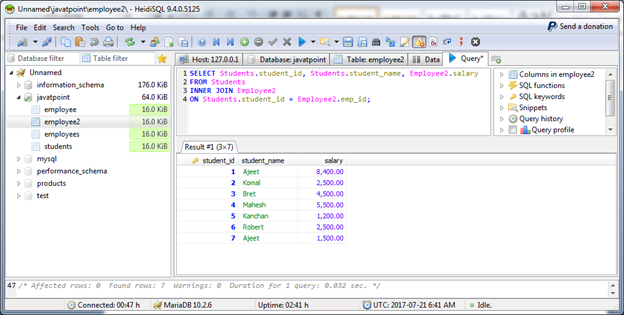 Unnamed\javatpoint\employee2\ - HeidiSQL 9.4.0.5125
File Edit Search Tools Go to Help
Send a donation
Database filter Table filter
Host: 127.0.0.1 Database: javatpoint Table: employee2 Data Query*
Unnamed
information_schema 176.0 KiB
javatpoint 64.0 KiB
employee 16.0 KiB
employee2 16.0 KiB
employees 16.0 KiB
students 16.0 KiB
mysql
performance_schema
products
test
1 SELECT Students.student_id, Students.student_name, Employee2.salary
2 FROM Students
3 INNER JOIN Employee2
4 ON Students.student_id = Employee2.emp_id;
Columns in employee2
SQL functions
SQL keywords
Snippets
Query history
Query profile
Result #1 (3×7)
student_id student_name salary
1 Ajeet 8,400.00
2 Komal 2,500.00
3 Bret 4,500.00
4 Mahesh 5,500.00
5 Kanchan 1,200.00
6 Robert 2,500.00
7 Ajeet 1,500.00
47 /* Affected rows: 0 Found rows: 7 Warnings: 0 Duration for 1 query: 0.032 sec. */
Connected: 00:47 h MariaDB 10.2.6 Uptime: 02:41 h UTC: 2017-07-21 6:41 AM Idle.